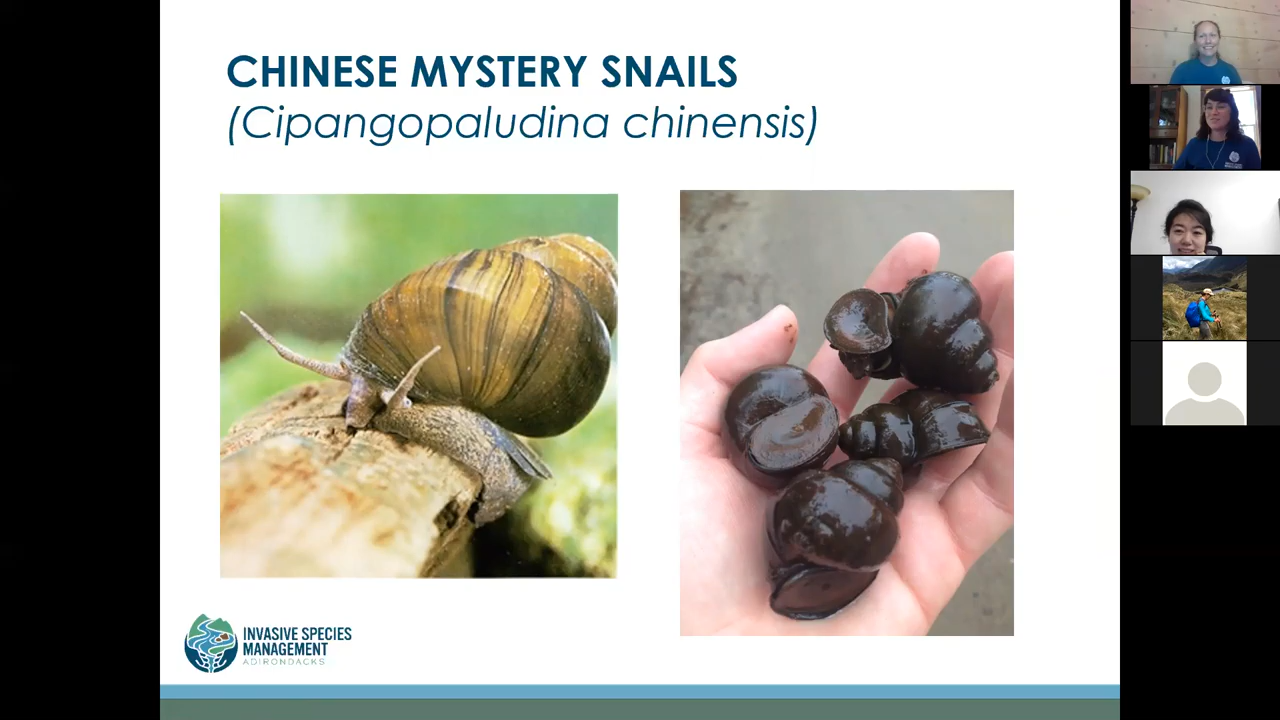 CHINESE MYSTERY SNAILS
(Cipangopaludina chinensis)
INVASIVE SPECIES
MANAGEMENT
ADIRONDACKS